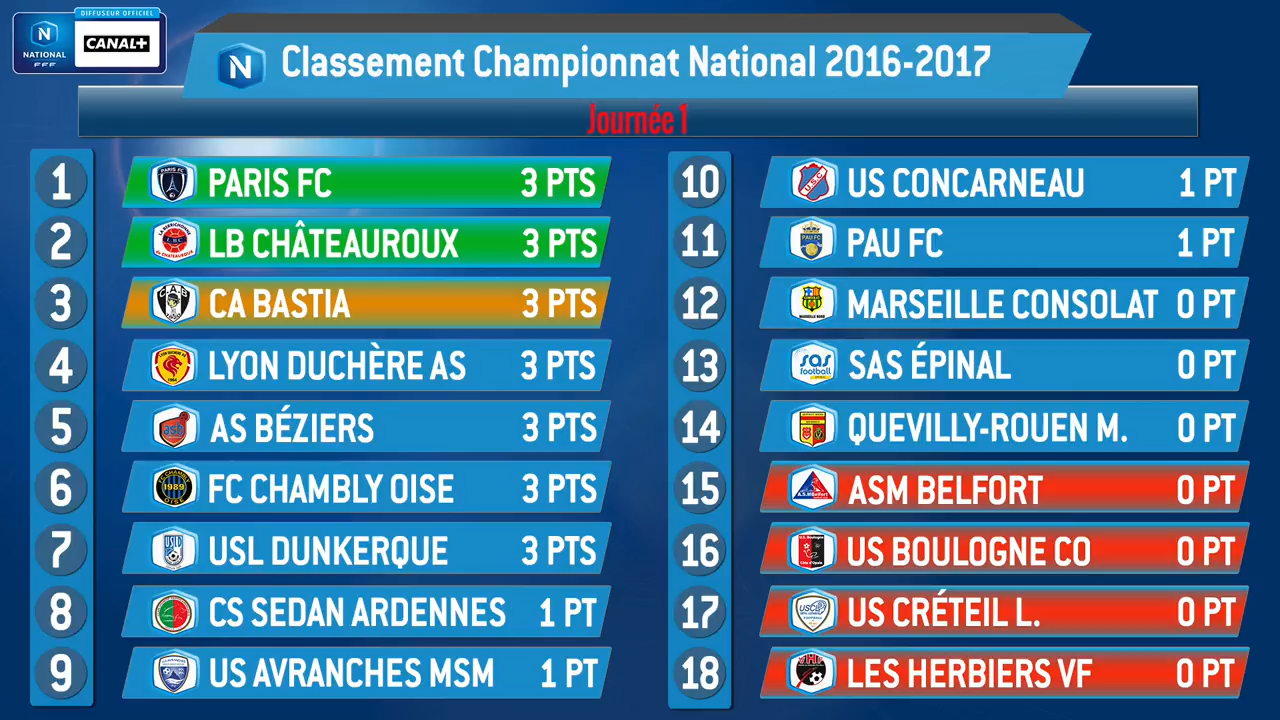 DIFFUSEUR OFFICIEL
N
NATIONAL
FFF
CANAL+
N Classement Championnat National 2016-2017
Journée 1
1 PARIS FC 3 PTS
2 LB CHÂTEAUROUX 3 PTS
3 CA BASTIA 3 PTS
4 LYON DUCHÈRE AS 3 PTS
5 AS BÉZIERS 3 PTS
6 FC CHAMBLY OISE 3 PTS
7 USL DUNKERQUE 3 PTS
8 CS SEDAN ARDENNES 1 PT
9 US AVRANCHES MSM 1 PT
10 US CONCARNEAU 1 PT
11 PAU FC 1 PT
12 MARSEILLE CONSOLAT 0 PT
13 SAS ÉPINAL 0 PT
14 QUEVILLY-ROUEN M. 0 PT
15 ASM BELFORT 0 PT
16 US BOULOGNE CO 0 PT
17 US CRÉTEIL L. 0 PT
18 LES HERBIERS VF 0 PT